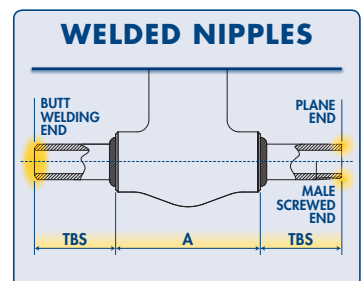 WELDED NIPPLES
BUTT
WELDING
END
PLANE
END
MALE
SCREWED
END
TBS
A
TBS